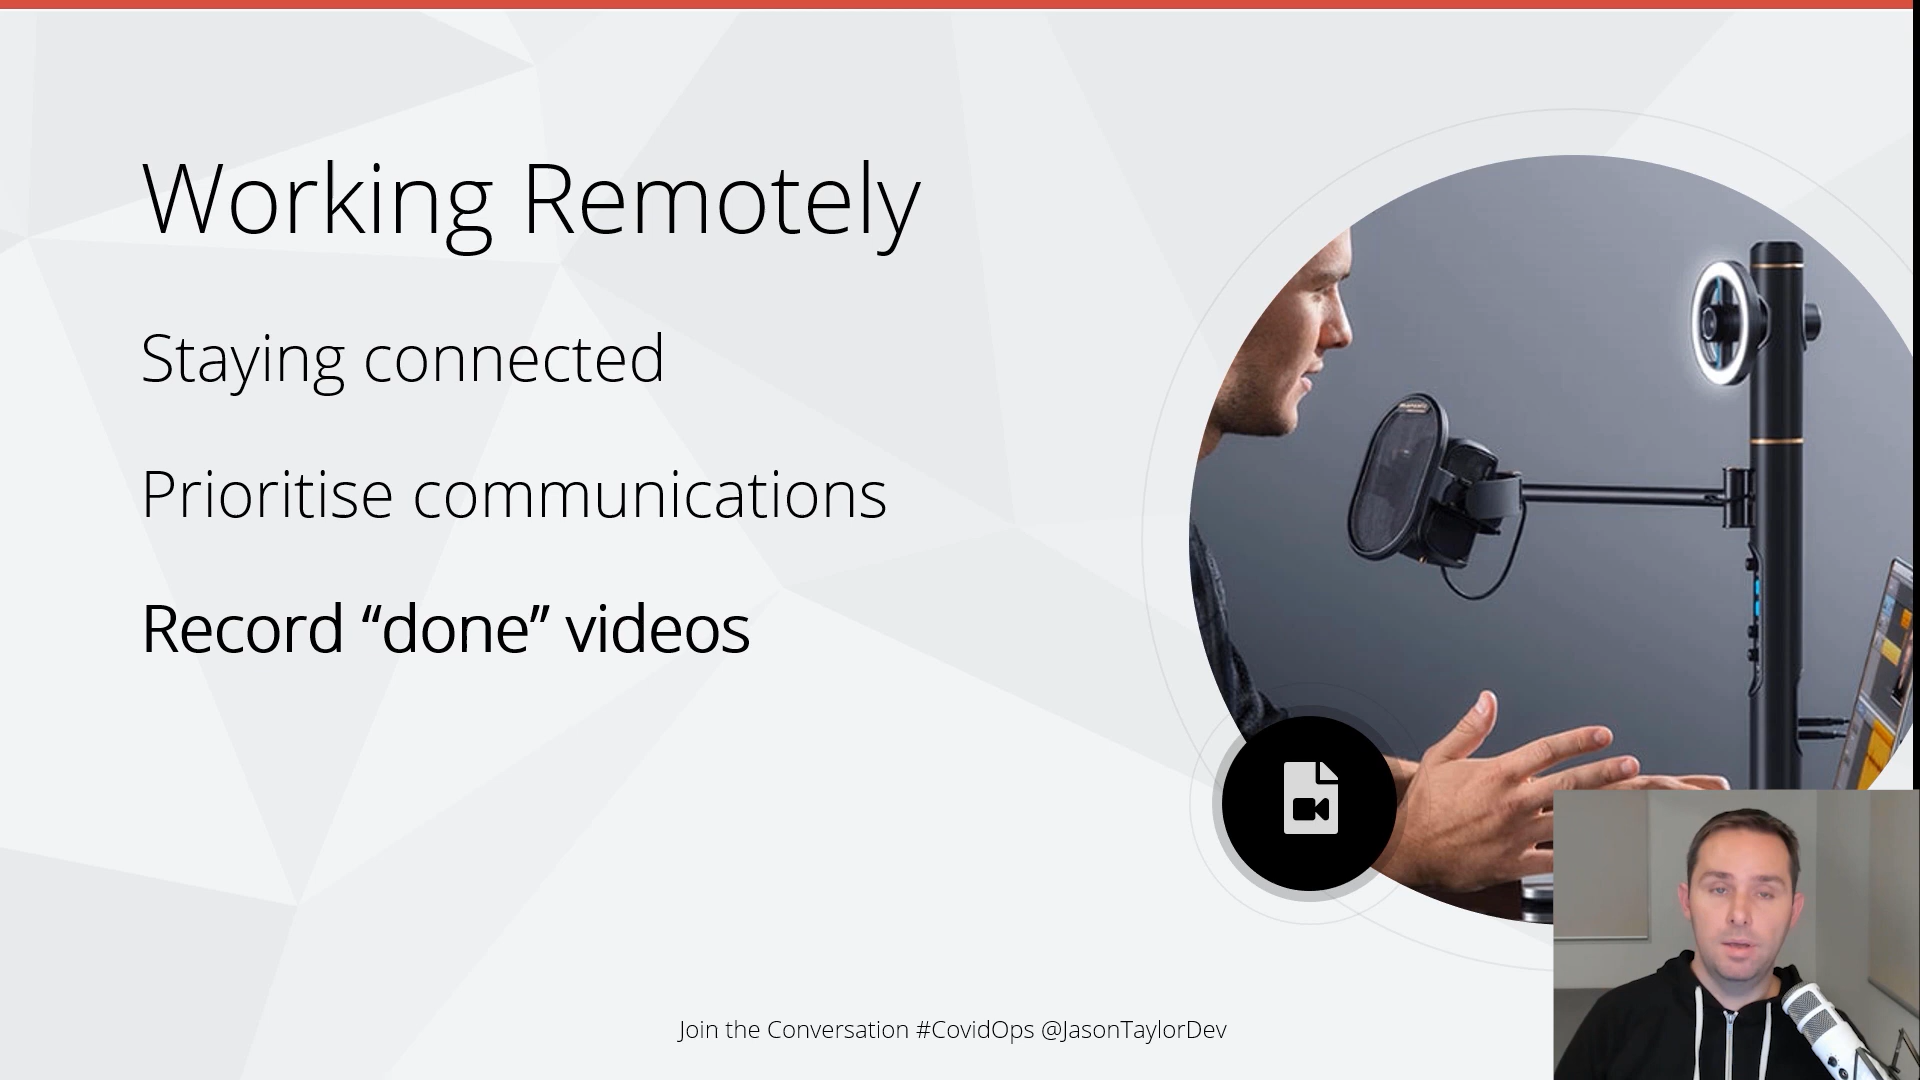 Working Remotely
Staying connected
Prioritise communications
Record “done” videos
Join the Conversation #CovidOps @JasonTaylorDev